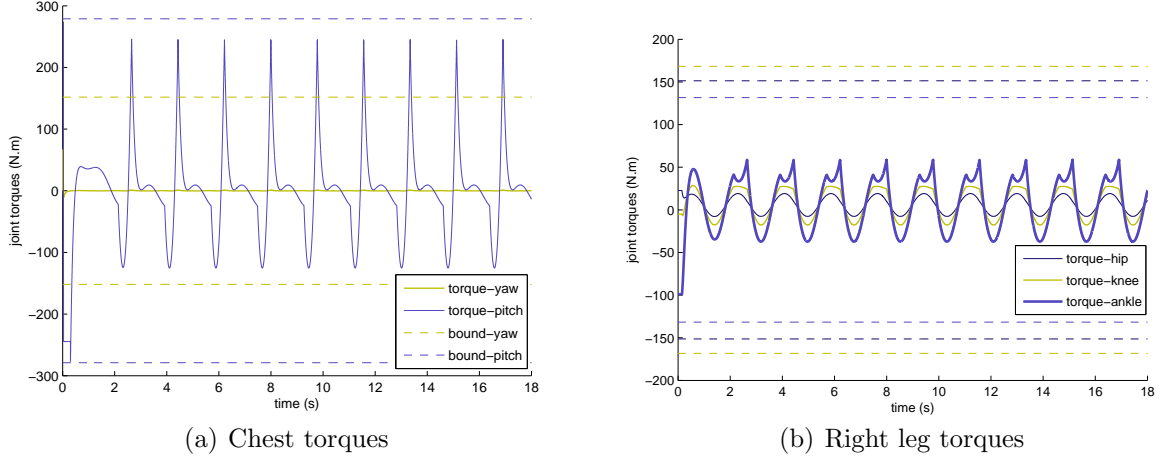 300
200
100
0
−100
−200
−300
joint torques (N.m)
0 2 4 6 8 10 12 14 16 18
time (s)
torque−yaw
torque−pitch
bound−yaw
bound−pitch
(a) Chest torques
200
150
100
50
0
−50
−100
−150
−200
joint torques (N.m)
0 2 4 6 8 10 12 14 16 18
time (s)
torque−hip
torque−knee
torque−ankle
(b) Right leg torques